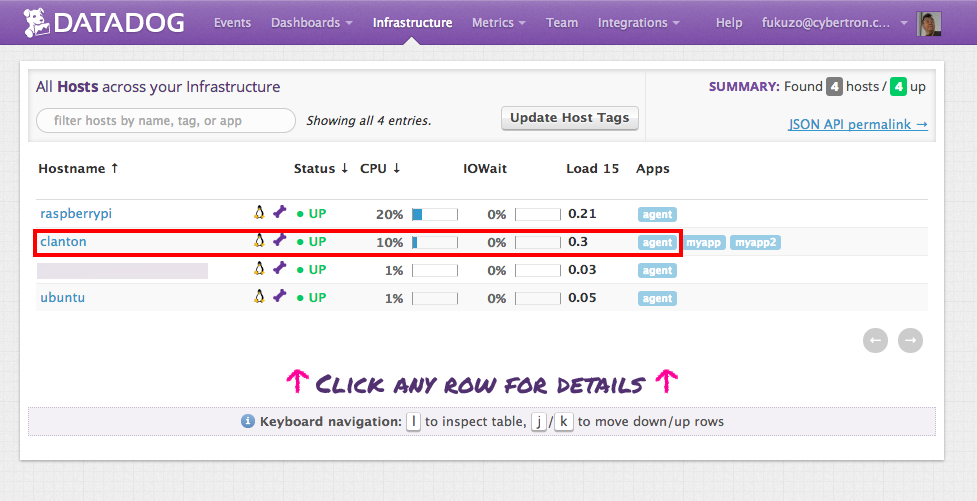 DATADOG Events Dashboards Infrastructure Metrics Team Integrations Help fukuzo@cybertron.c...
All Hosts across your Infrastructure
SUMMARY: Found 4 hosts / 4 up
filter hosts by name, tag, or app
Showing all 4 entries.
Update Host Tags
JSON API permalink →
Hostname ↑ Status ↓ CPU ↓ IOWait Load 15 Apps
raspberrypi UP 20% 0% 0.21 agent
clanton UP 10% 0% 0.3 agent myapp myapp2
UP 1% 0% 0.03 agent
ubuntu UP 1% 0% 0.05 agent
← →
↑ CLICK ANY ROW FOR DETAILS ↑
i Keyboard navigation: l to inspect table, j / k to move down/up rows